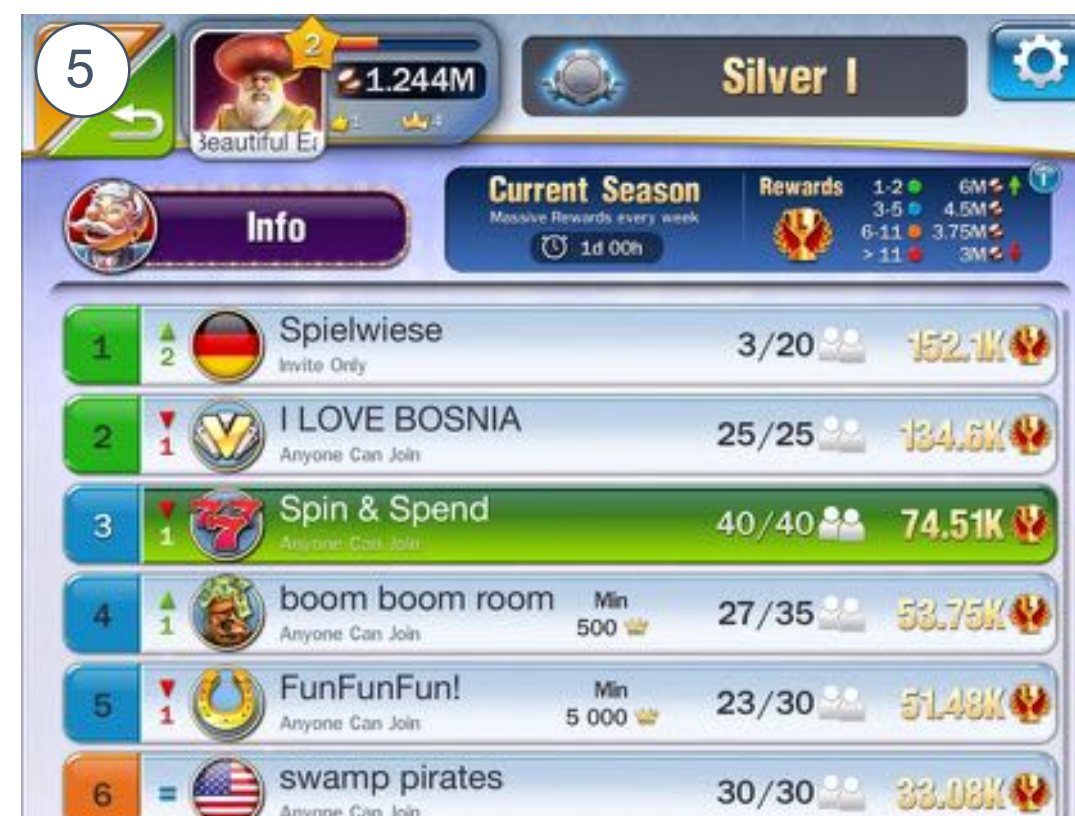 5
2
1.244M
1 4
Beautiful Ea
Silver I
Info
Current Season
Massive Rewards every week
1d 00h
Rewards
1-2 6M
3-5 4.5M
6-11 3.75M
> 11 3M
i
1 2 Spielwiese 3/20 152.1K
Invite Only
2 1 I LOVE BOSNIA 25/25 134.6K
Anyone Can Join
3 1 Spin & Spend 40/40 74.51K
Anyone Can Join
4 1 boom boom room Min 27/35 53.75K
Anyone Can Join 500
5 1 FunFunFun! Min 23/30 51.48K
Anyone Can Join 5 000
6 = swamp pirates 30/30 33.08K
Anyone Can Join